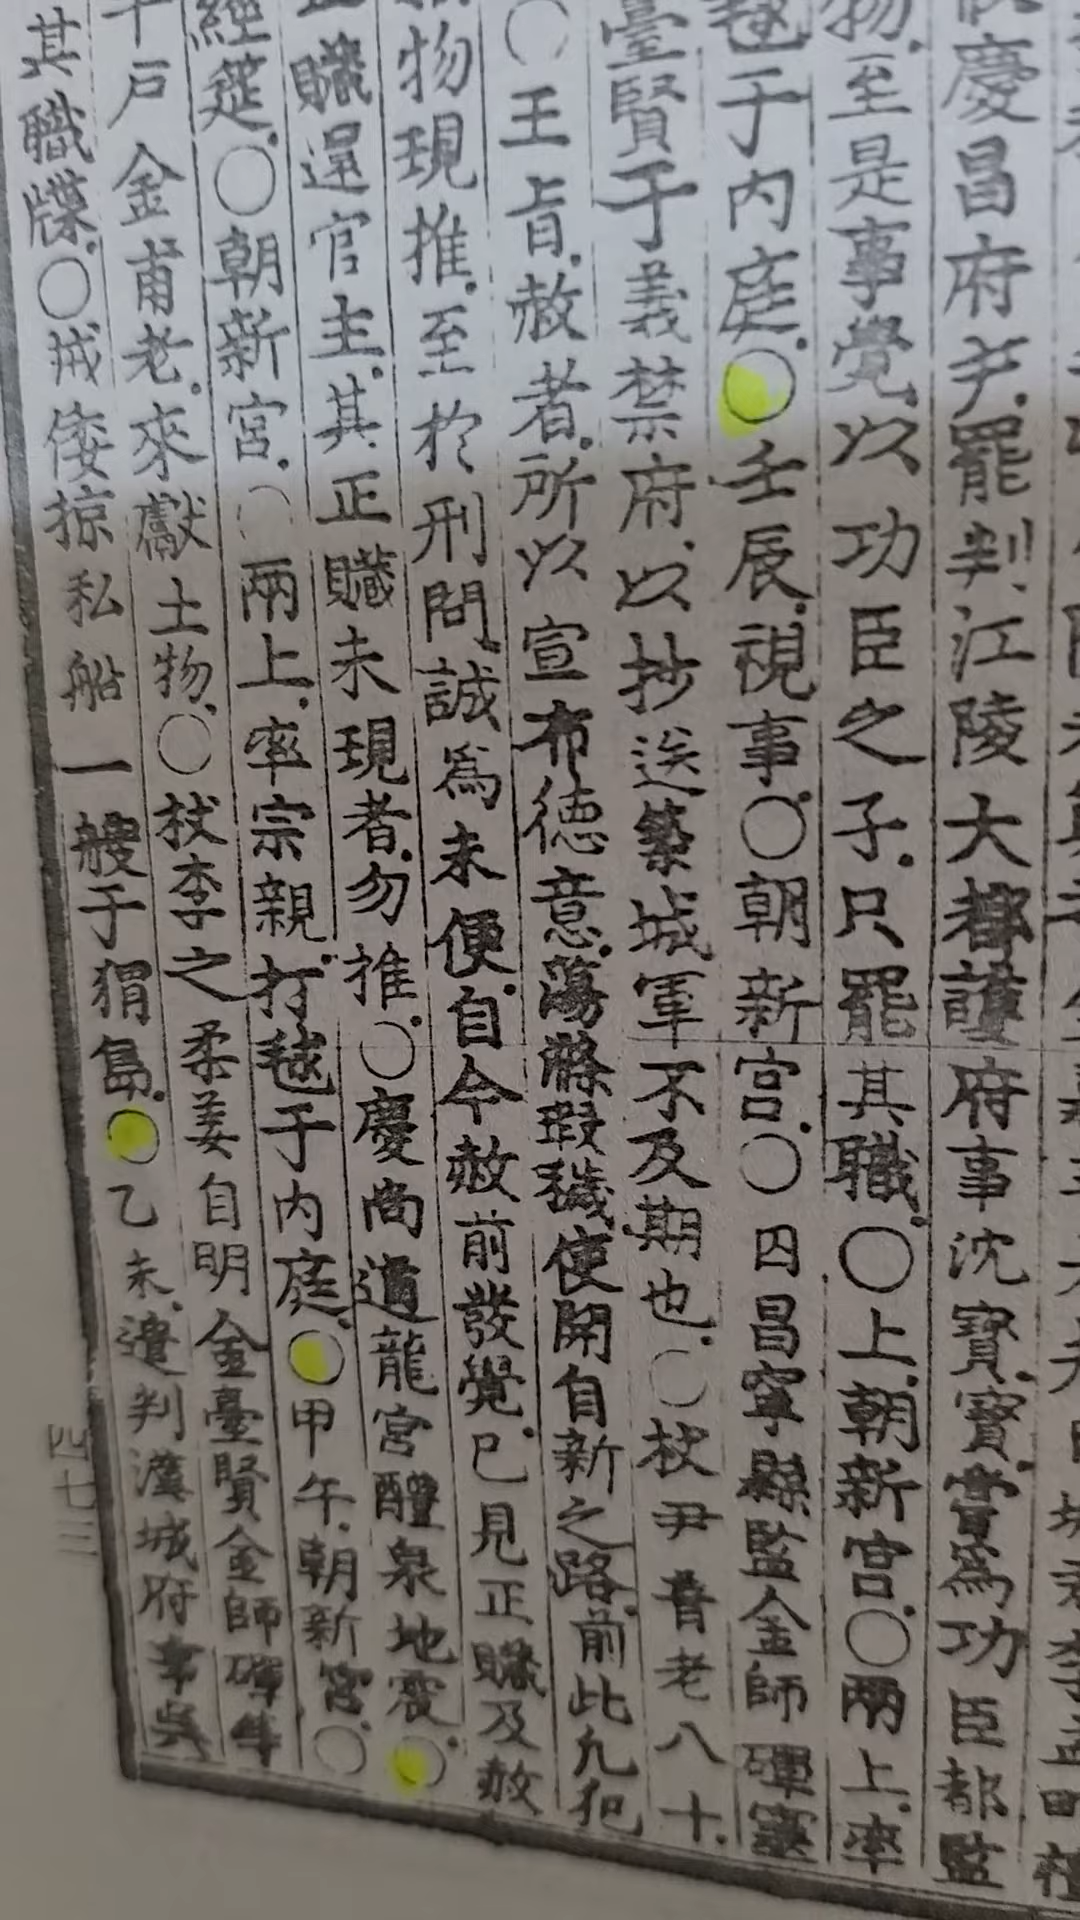 慶昌府尹罷判江陵大都護府事沈寶寶嘗爲功臣都監
物至是事覺以功臣之子只罷其職○上朝新宮○兩上率
毬于內庭○壬辰視事○朝新宮○囚昌寧縣監金師磾
臺賢于義禁府以抄送築城軍不及期也○杖尹普老八十
○王旨赦者所以宣布德意蕩滌瑕穢使開自新之路前此凡犯
物現推至於刑問誠爲未便自今赦前發覺已見正贓及赦
贓還官主其正贓未現者勿推○慶尙道龍宮醴泉地震○
經筵○朝新宮○兩上率宗親打毬于內庭○甲午朝新宮○
千戶金甫老來獻土物○杖李之柔姜自明金臺賢金師磾
其職牒○倭掠私船一艘于猬島○乙未遣判漢城府事吳
四七三